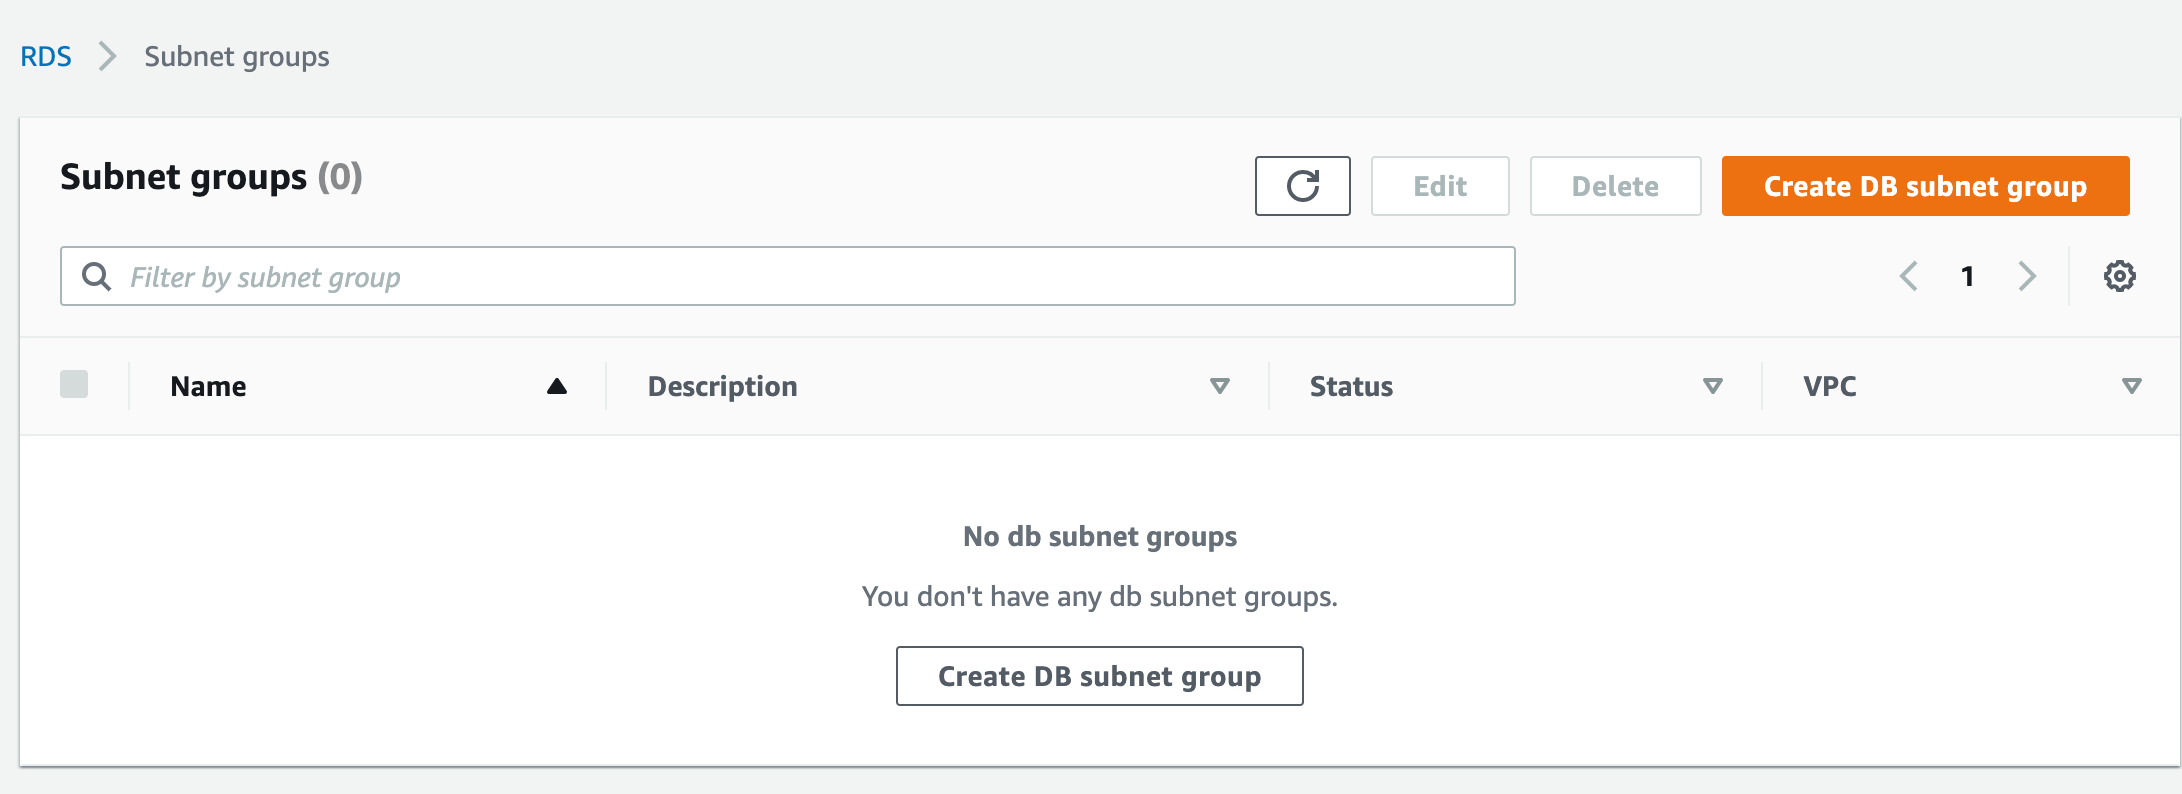 RDS
Subnet groups
Subnet groups (0)
Edit
Delete
Create DB subnet group
Filter by subnet group
1
Name
Description
Status
VPC
No db subnet groups
You don't have any db subnet groups.
Create DB subnet group